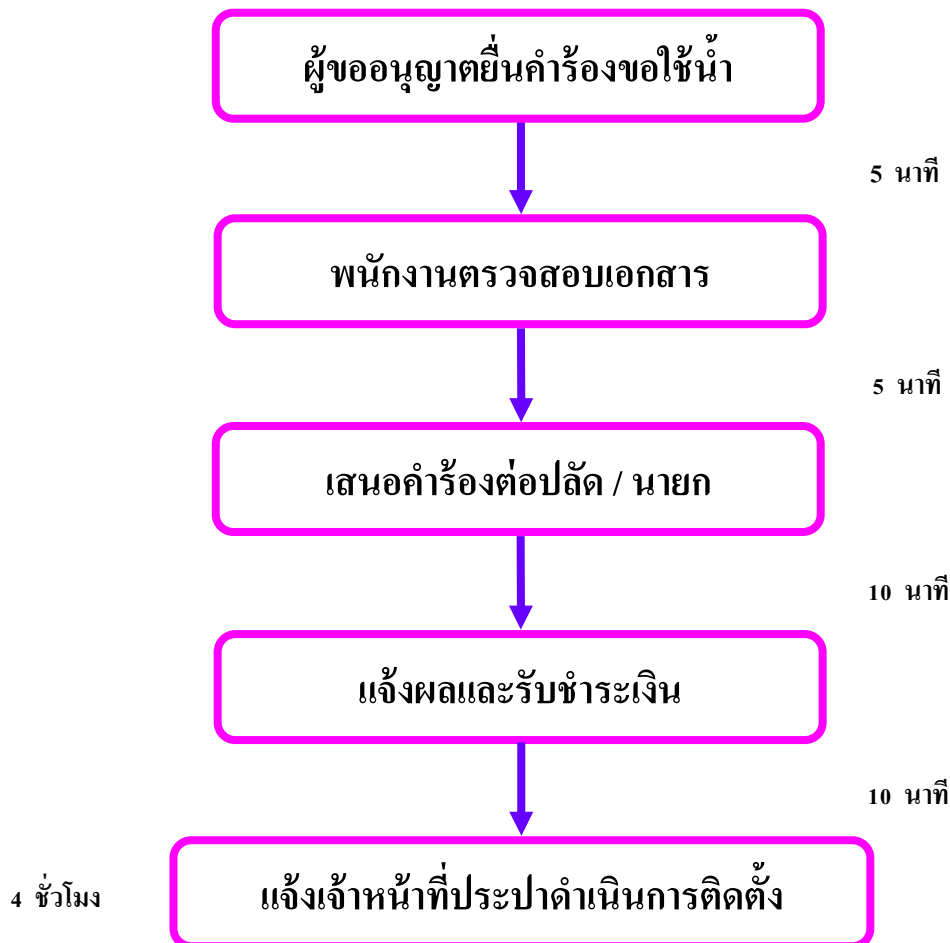 ผู้ขออนุญาตยื่นคำร้องขอใช้น้ำ
5 นาที
พนักงานตรวจสอบเอกสาร
5 นาที
เสนอคำร้องต่อปลัด / นายก
10 นาที
แจ้งผลและรับชำระเงิน
10 นาที
4 ชั่วโมง
แจ้งเจ้าหน้าที่ประปาดำเนินการติดตั้ง